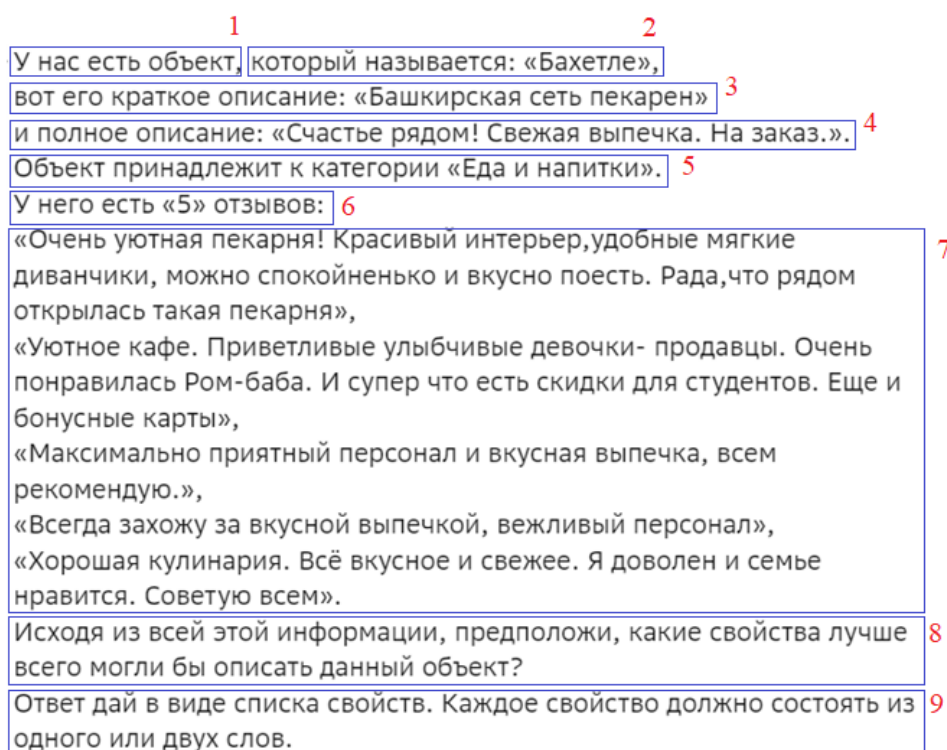 1 2
У нас есть объект, который называется: «Бахетле»,
вот его краткое описание: «Башкирская сеть пекарен» 3
и полное описание: «Счастье рядом! Свежая выпечка. На заказ.». 4
Объект принадлежит к категории «Еда и напитки». 5
У него есть «5» отзывов: 6
«Очень уютная пекарня! Красивый интерьер,удобные мягкие 7
диванчики, можно спокойненько и вкусно поесть. Рада,что рядом
открылась такая пекарня»,
«Уютное кафе. Приветливые улыбчивые девочки- продавцы. Очень
понравилась Ром-баба. И супер что есть скидки для студентов. Еще и
бонусные карты»,
«Максимально приятный персонал и вкусная выпечка, всем
рекомендую.»,
«Всегда захожу за вкусной выпечкой, вежливый персонал»,
«Хорошая кулинария. Всё вкусное и свежее. Я доволен и семье
нравится. Советую всем».
Исходя из всей этой информации, предположи, какие свойства лучше 8
всего могли бы описать данный объект?
Ответ дай в виде списка свойств. Каждое свойство должно состоять из 9
одного или двух слов.